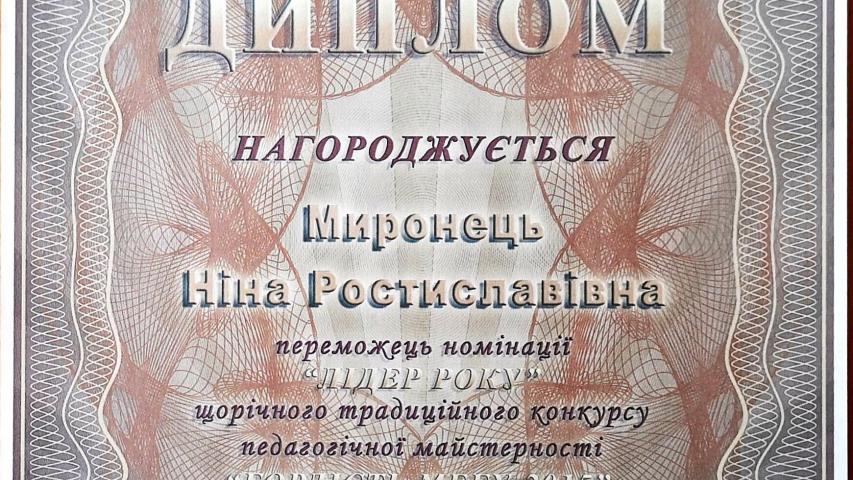 ДИПЛОМ
НАГОРОДЖУЄТЬСЯ
Миронець
Ніна Ростиславівна
переможець номінації
“ЛІДЕР РОКУ”
щорічного традиційного конкурсу
педагогічної майстерності